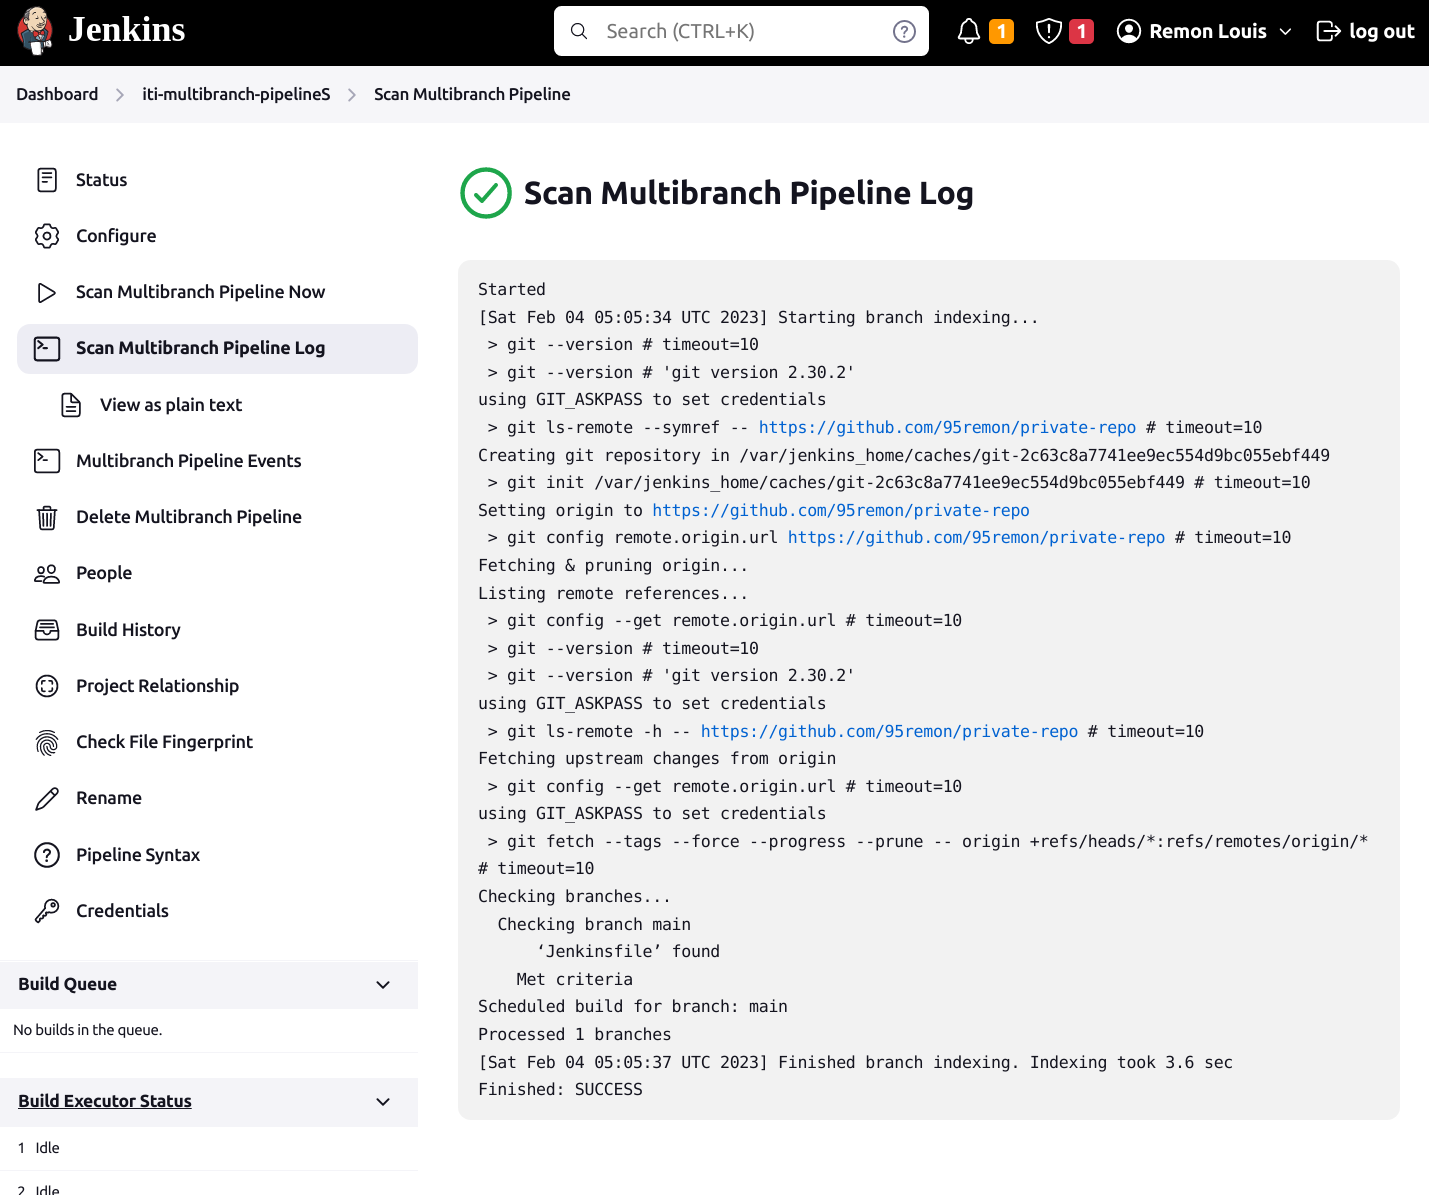 Jenkins
Search (CTRL+K)
1
1
Remon Louis
log out
Dashboard
iti-multibranch-pipelineS
Scan Multibranch Pipeline
Status
Configure
Scan Multibranch Pipeline Now
Scan Multibranch Pipeline Log
View as plain text
Multibranch Pipeline Events
Delete Multibranch Pipeline
People
Build History
Project Relationship
Check File Fingerprint
Rename
Pipeline Syntax
Credentials
Build Queue
No builds in the queue.
Build Executor Status
1 Idle
2 Idle
Scan Multibranch Pipeline Log
Started
[Sat Feb 04 05:05:34 UTC 2023] Starting branch indexing...
> git --version # timeout=10
> git --version # 'git version 2.30.2'
using GIT_ASKPASS to set credentials
> git ls-remote --symref -- https://github.com/95remon/private-repo # timeout=10
Creating git repository in /var/jenkins_home/caches/git-2c63c8a7741ee9ec554d9bc055ebf449
> git init /var/jenkins_home/caches/git-2c63c8a7741ee9ec554d9bc055ebf449 # timeout=10
Setting origin to https://github.com/95remon/private-repo
> git config remote.origin.url https://github.com/95remon/private-repo # timeout=10
Fetching & pruning origin...
Listing remote references...
> git config --get remote.origin.url # timeout=10
> git --version # timeout=10
> git --version # 'git version 2.30.2'
using GIT_ASKPASS to set credentials
> git ls-remote -h -- https://github.com/95remon/private-repo # timeout=10
Fetching upstream changes from origin
> git config --get remote.origin.url # timeout=10
using GIT_ASKPASS to set credentials
> git fetch --tags --force --progress --prune -- origin +refs/heads/*:refs/remotes/origin/*
# timeout=10
Checking branches...
Checking branch main
‘Jenkinsfile’ found
Met criteria
Scheduled build for branch: main
Processed 1 branches
[Sat Feb 04 05:05:37 UTC 2023] Finished branch indexing. Indexing took 3.6 sec
Finished: SUCCESS